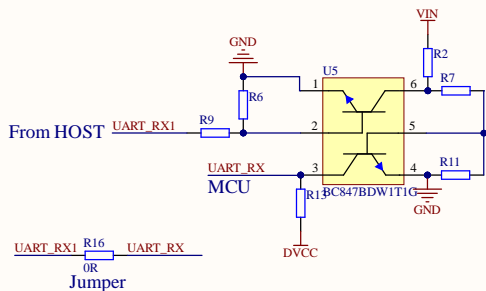 VIN
GND
R2
U5
R7
1
6
R6
From HOST
UART_RX1
R9
2
5
UART_RX
3
4
R11
MCU
R13
BC847BDW1T1G
GND
DVCC
UART_RX1
R16
UART_RX
0R
Jumper